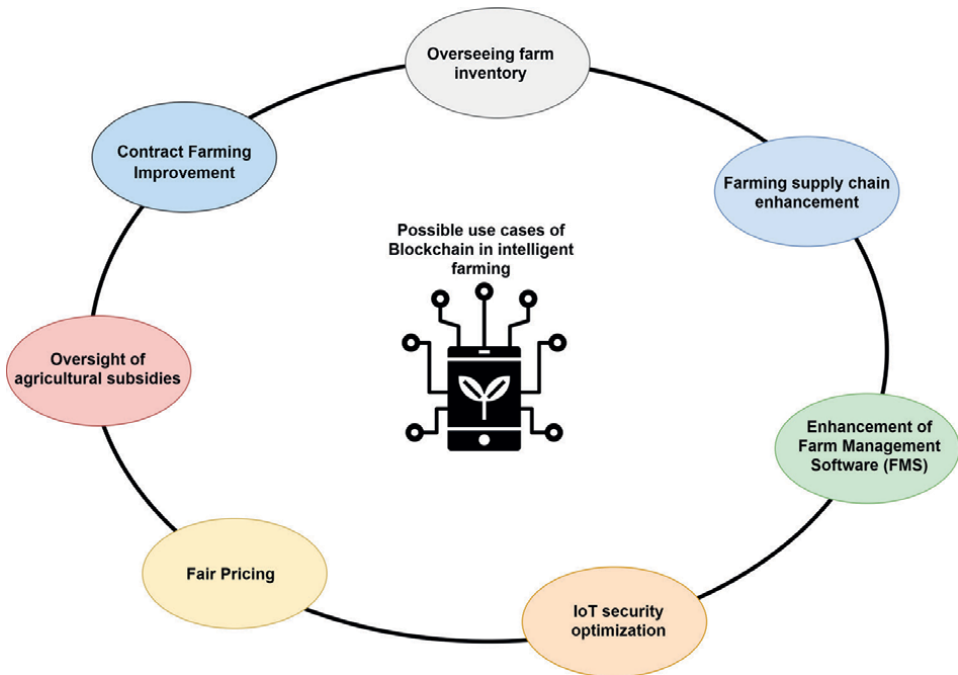 Overseeing farm
inventory
Contract Farming
Improvement
Farming supply chain
enhancement
Possible use cases of
Blockchain in intelligent
farming
Oversight of
agricultural subsidies
Enhancement of
Farm Management
Software (FMS)
Fair Pricing
IoT security
optimization